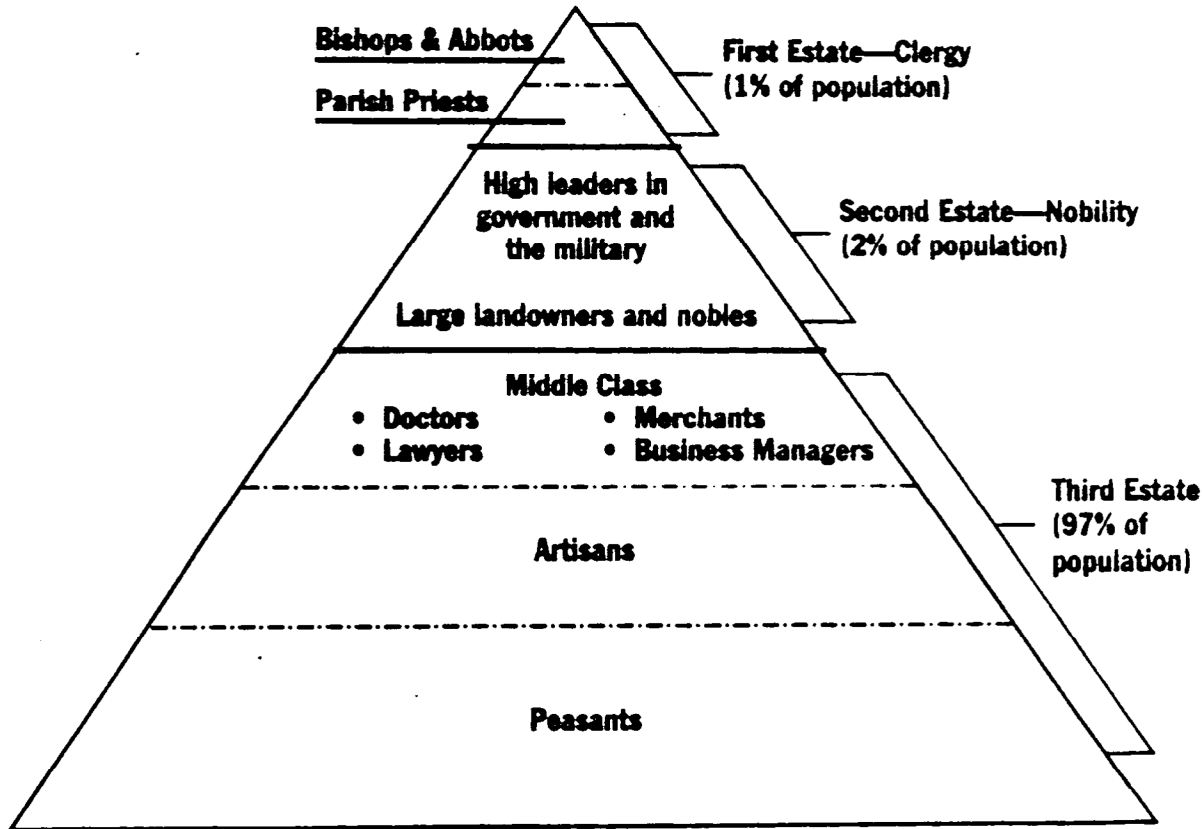 Bishops & Abbots
Parish Priests
First Estate—Clergy
(1% of population)
High leaders in
government and
the military
Large landowners and nobles
Second Estate—Nobility
(2% of population)
Middle Class
• Doctors
• Lawyers
• Merchants
• Business Managers
Artisans
Peasants
Third Estate
(97% of
population)